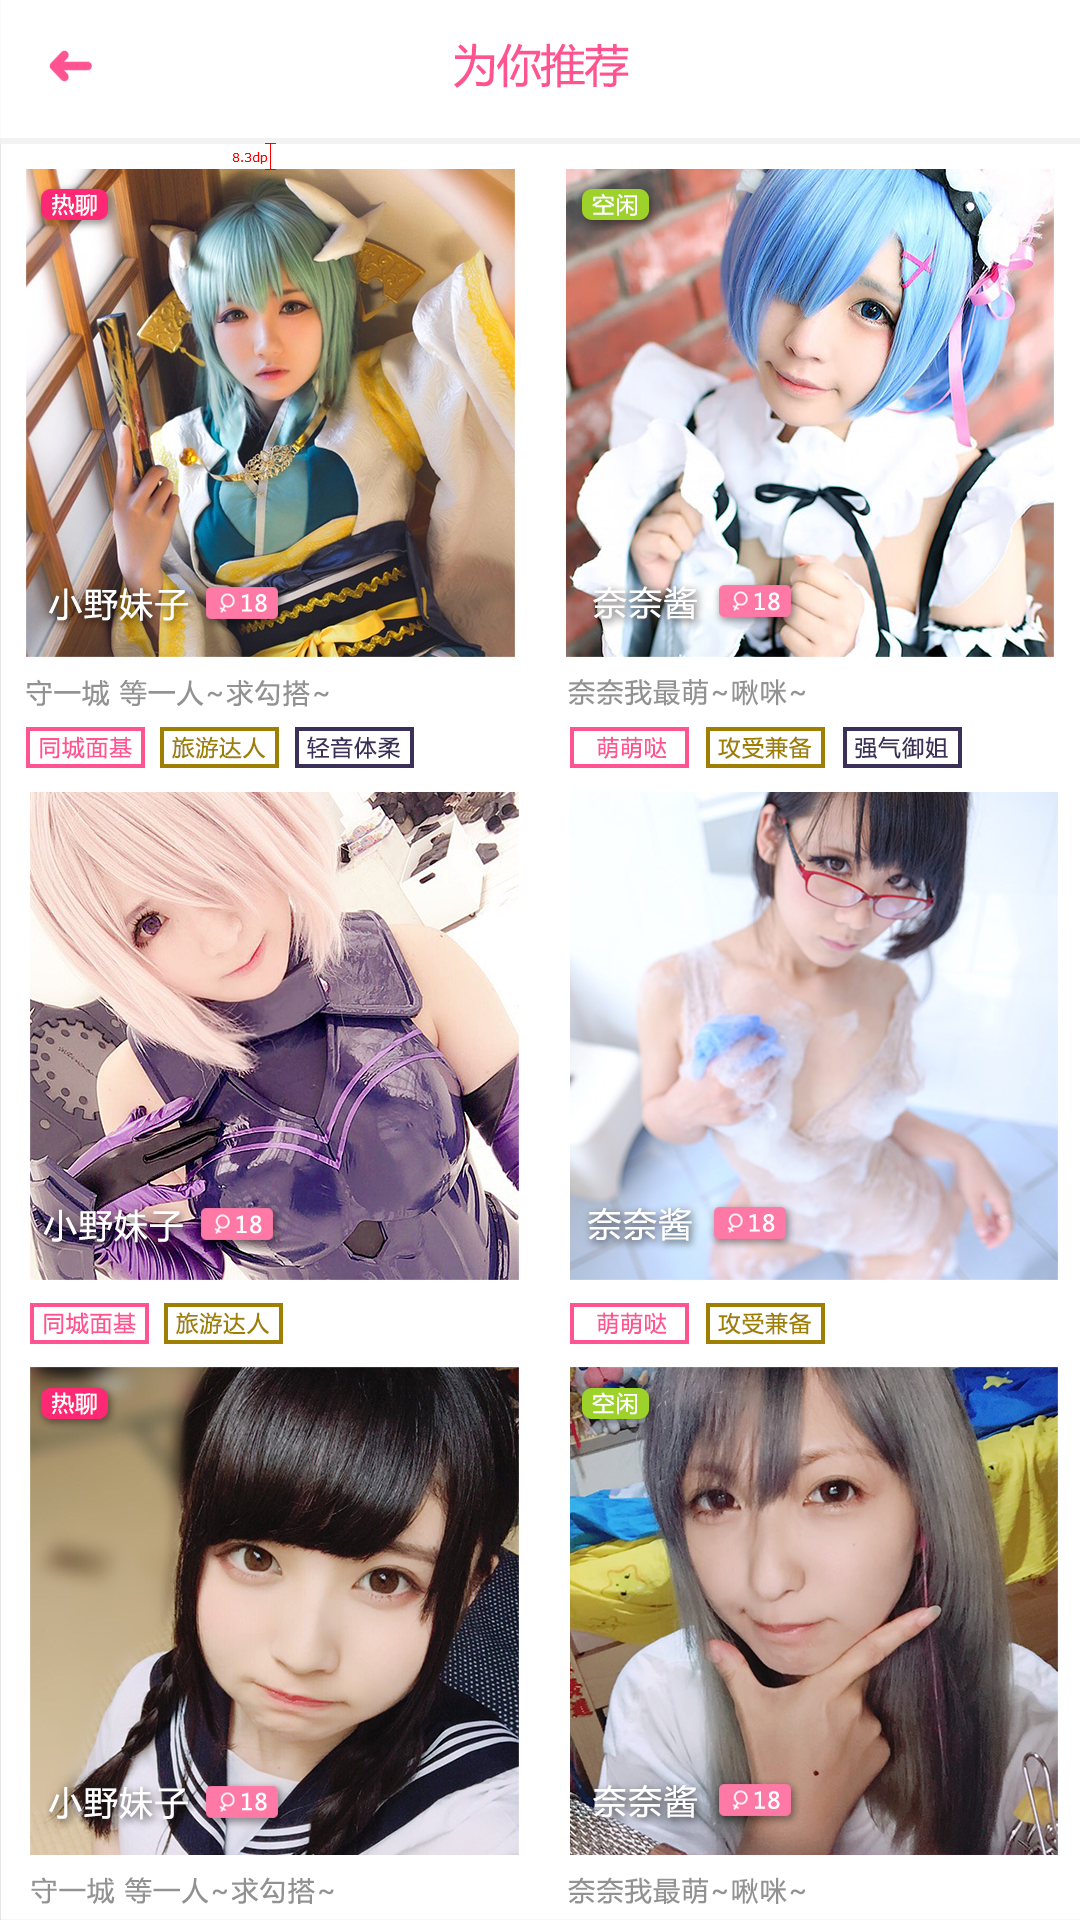 为你推荐
8.3dp
热聊
空闲
小野妹子 18
奈奈酱 18
守一城 等一人~求勾搭~
奈奈我最萌~啾咪~
同城面基 旅游达人 轻音体柔
萌萌哒 攻受兼备 强气御姐
小野妹子 18
奈奈酱 18
同城面基 旅游达人
萌萌哒 攻受兼备
热聊
空闲
小野妹子 18
奈奈酱 18
守一城 等一人~求勾搭~
奈奈我最萌~啾咪~